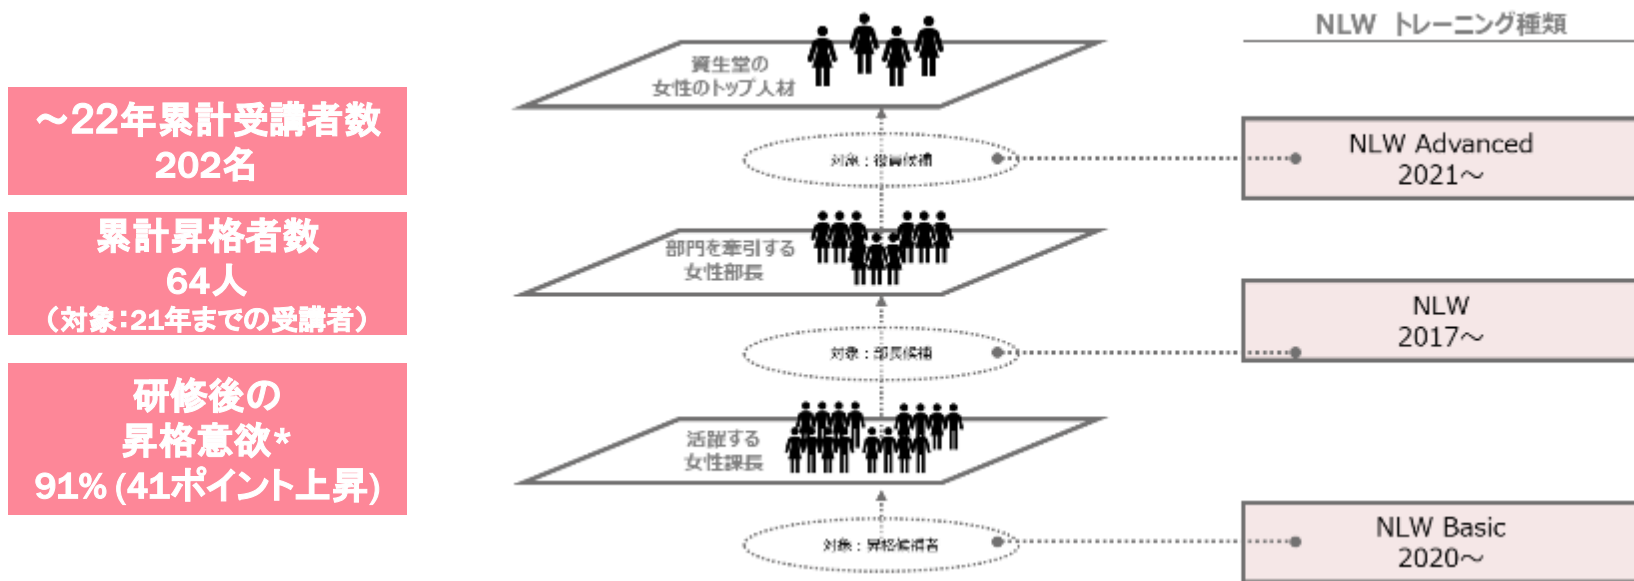 ～22年累計受講者数
202名
累計昇格者数
64人
（対象：21年までの受講者）
研修後の
昇格意欲*
91% (41ポイント上昇)
資生堂の
女性のトップ人材
対象：役員候補
部門を牽引する
女性部長
対象：部長候補
活躍する
女性課長
対象：昇格候補者
NLW トレーニング種類
NLW Advanced
2021～
NLW
2017～
NLW Basic
2020～